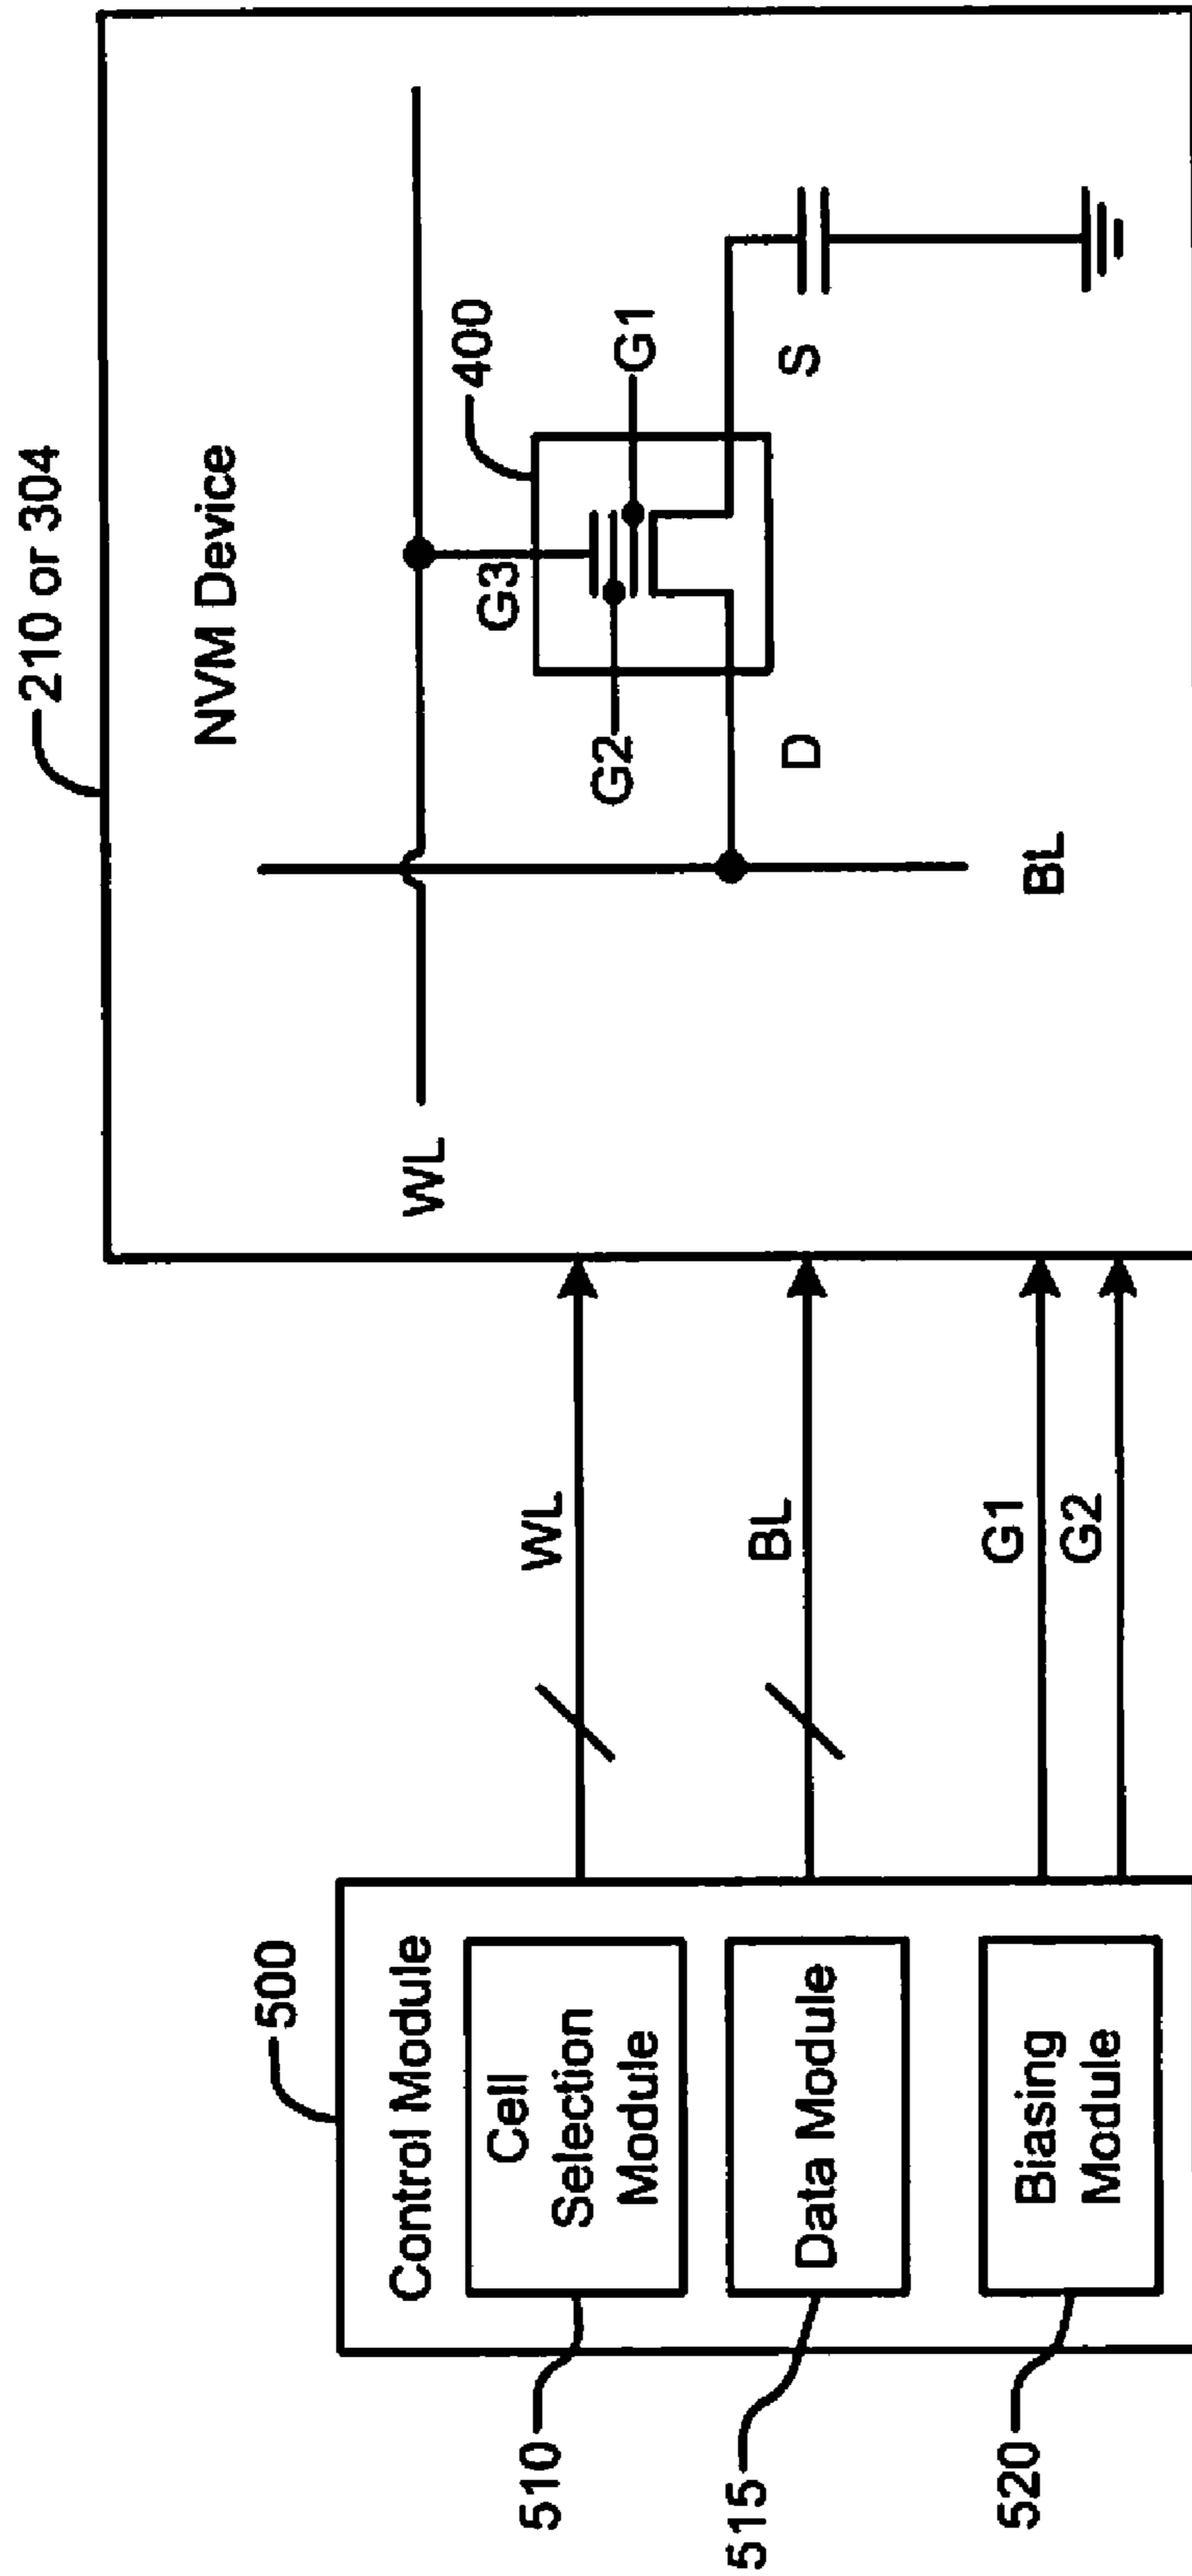 210 or 304
NVM Device
WL
G3
400
G2
G1
D
S
BL
WL
BL
G1
G2
500
Control Module
Cell
Selection
Module
510
Data Module
515
Biasing
Module
520